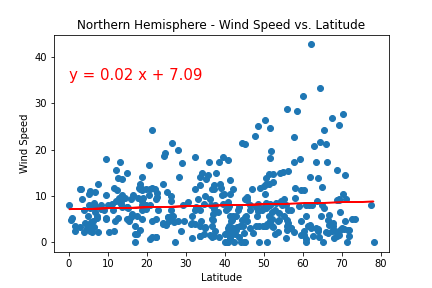 Northern Hemisphere - Wind Speed vs. Latitude
y = 0.02 x + 7.09
Wind Speed
40
30
20
10
0
0 10 20 30 40 50 60 70 80
Latitude